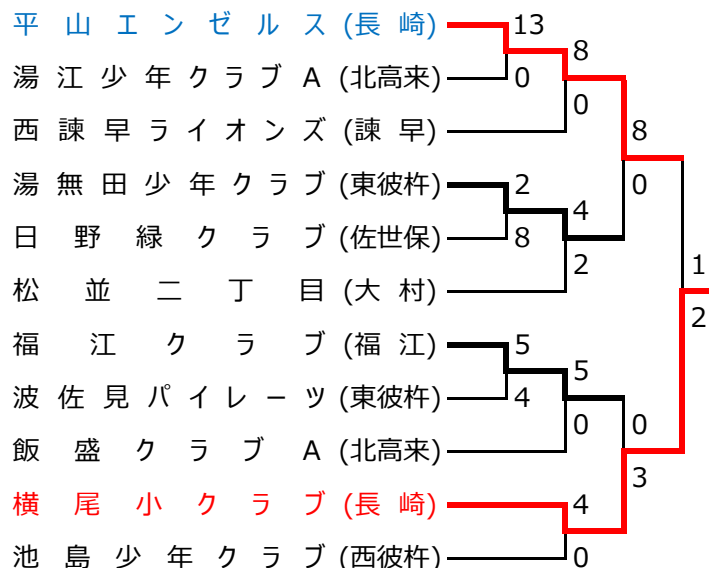 平山エンゼルス(長崎) 13
8
湯江少年クラブA(北高来) 0
0
西諫早ライオンズ(諫早) 8
湯無田少年クラブ(東彼杵) 2 0
4
日野緑クラブ(佐世保) 8
2 1
松並二丁目(大村)
2
福江クラブ(福江) 5
5
波佐見パイレーツ(東彼杵) 4
0 0
飯盛クラブA(北高来)
3
横尾小クラブ(長崎) 4
池島少年クラブ(西彼杵) 0